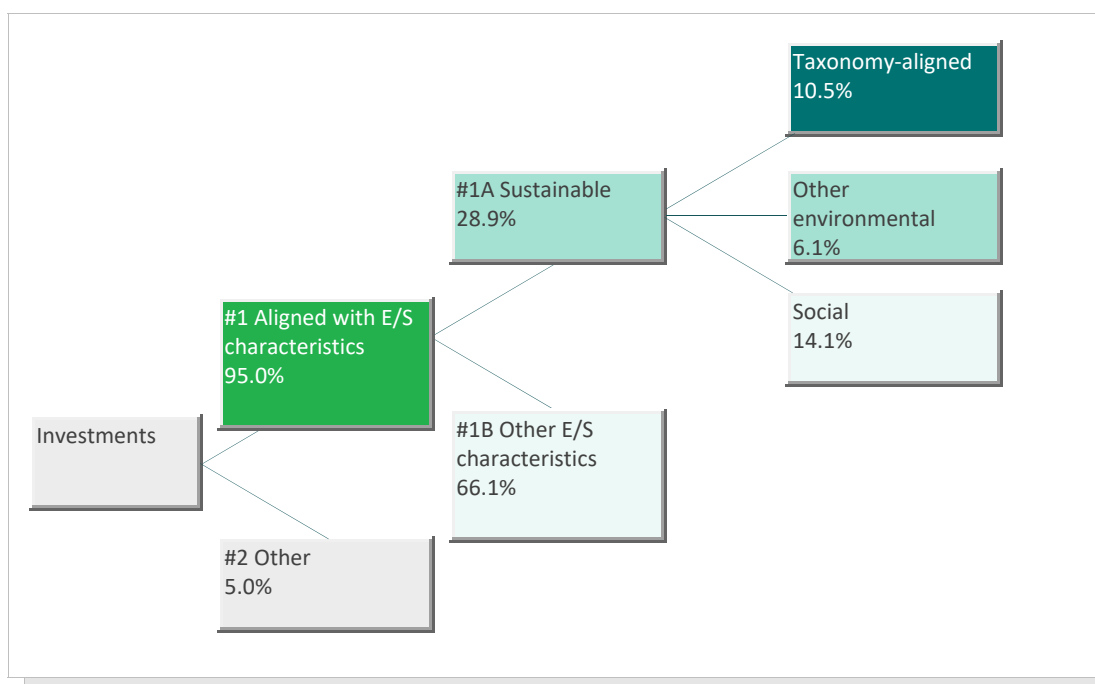 Taxonomy-aligned
10.5%
#1A Sustainable
28.9%
Other
environmental
6.1%
Social
14.1%
#1 Aligned with E/S
characteristics
95.0%
Investments
#1B Other E/S
characteristics
66.1%
#2 Other
5.0%